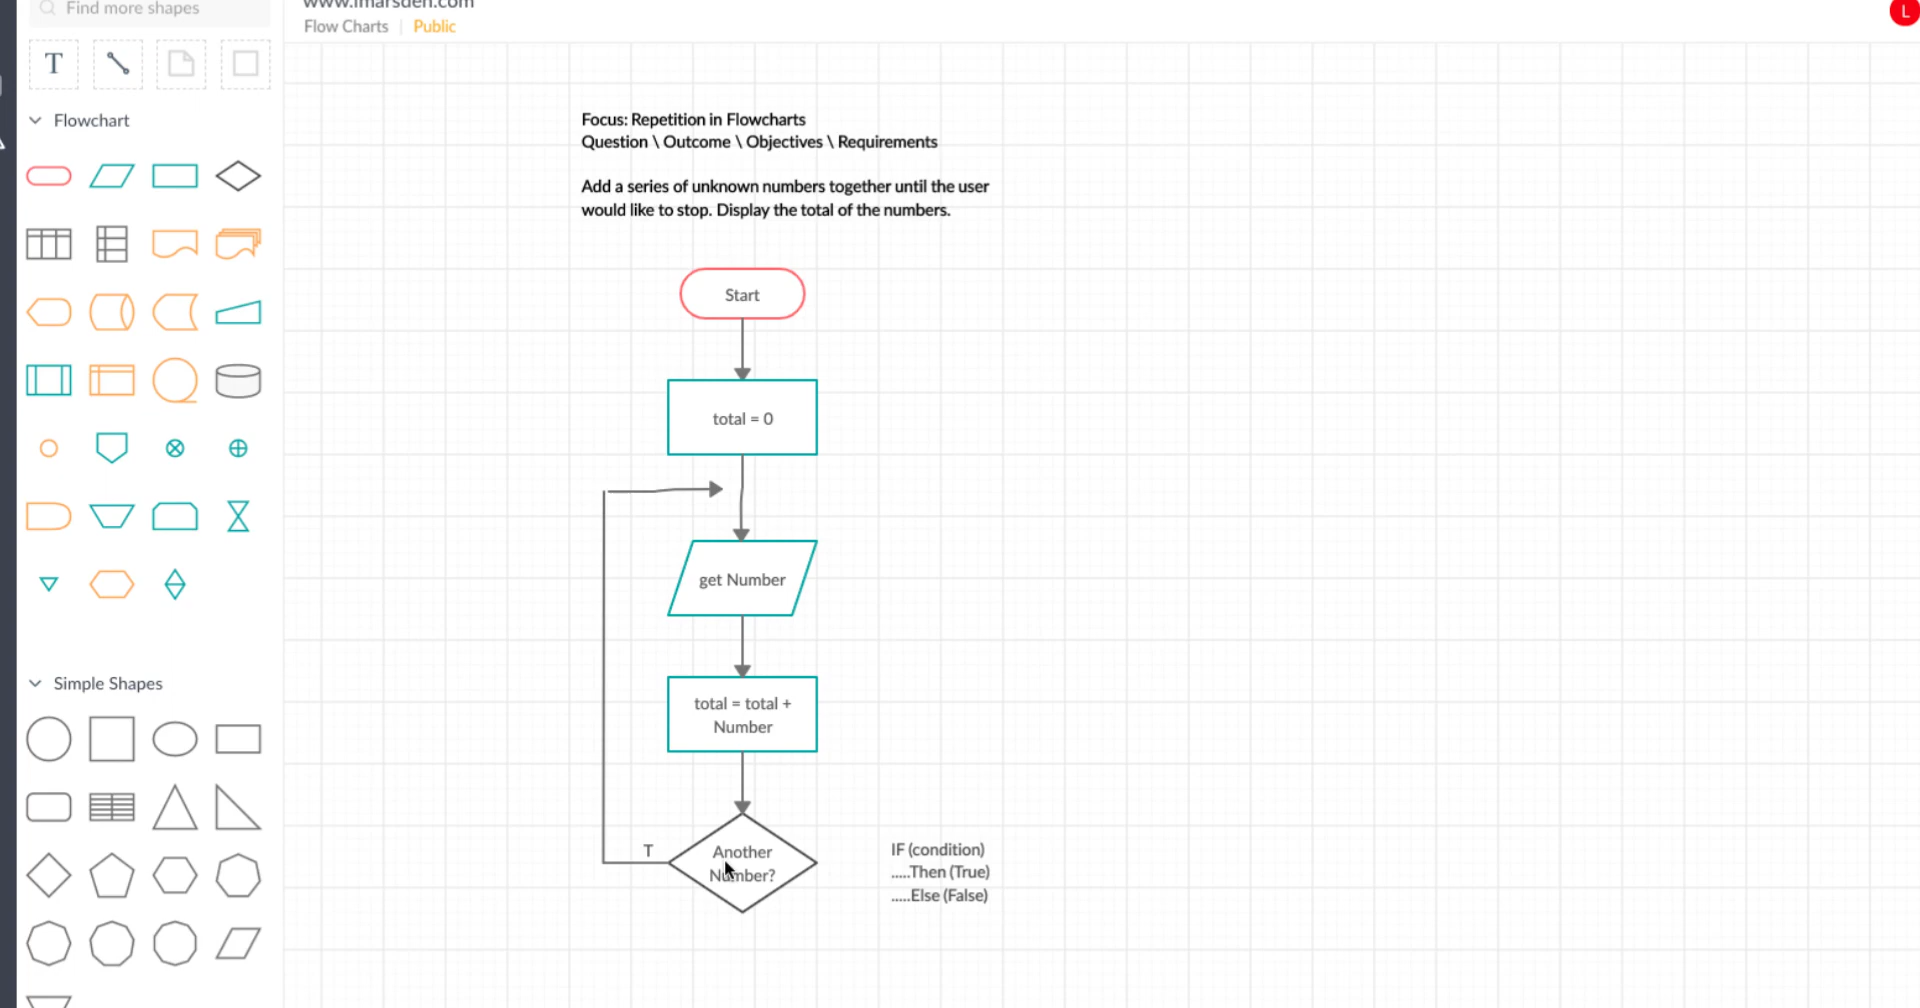 Find more shapes
www.lmarsden.com
Flow Charts | Public
L
T
Flowchart
Focus: Repetition in Flowcharts
Question \ Outcome \ Objectives \ Requirements
Add a series of unknown numbers together until the user
would like to stop. Display the total of the numbers.
Start
total = 0
get Number
Simple Shapes
total = total +
Number
T
Another
Number?
IF (condition)
.....Then (True)
.....Else (False)